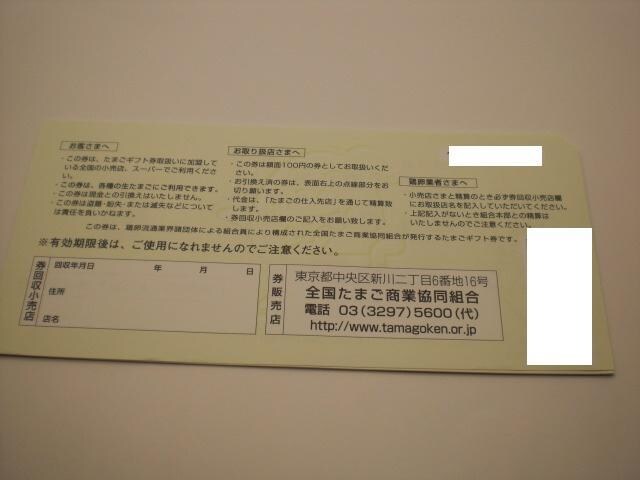 お客さまへ
・この券は、たまごギフト券取扱いに加盟して
いる全国の小売店、スーパーでご利用くださ
い。
・この券は、各種の生たまごにご利用できます。
・この券は現金との引換えはいたしません。
・この券は盗難・紛失・または滅失などについて
は責任を負いかねます。
お取り扱店さまへ
・この券は額面100円の券としてお取扱いくだ
さい。
・お引換え済の券は、表面右上の点線部分をお
切り願います。
・代金は、「たまごの仕入先店」を通じて精算致
します。
・券回収小売店欄のご記入をお願い致します。
鶏卵業者さまへ
・小売店さまと精算のとき必ず券回収小売店欄
にお取扱店名を記入していただいてください。
・上記記入がないとき組合本部との精算は
いたしませんのでご注意ください。
この券は、鶏卵流通業界諸団体による組合員により構成された全国たまご商業協同組合が発行するたまごギフト券です。
※有効期限後は、ご使用になれませんのでご注意ください。
券回収小売店
回収年月日 年 月 日
住所
店名
券販売店
東京都中央区新川二丁目6番地16号
全国たまご商業協同組合
電話 03(3297)5600(代)
http://www.tamagoken.or.jp